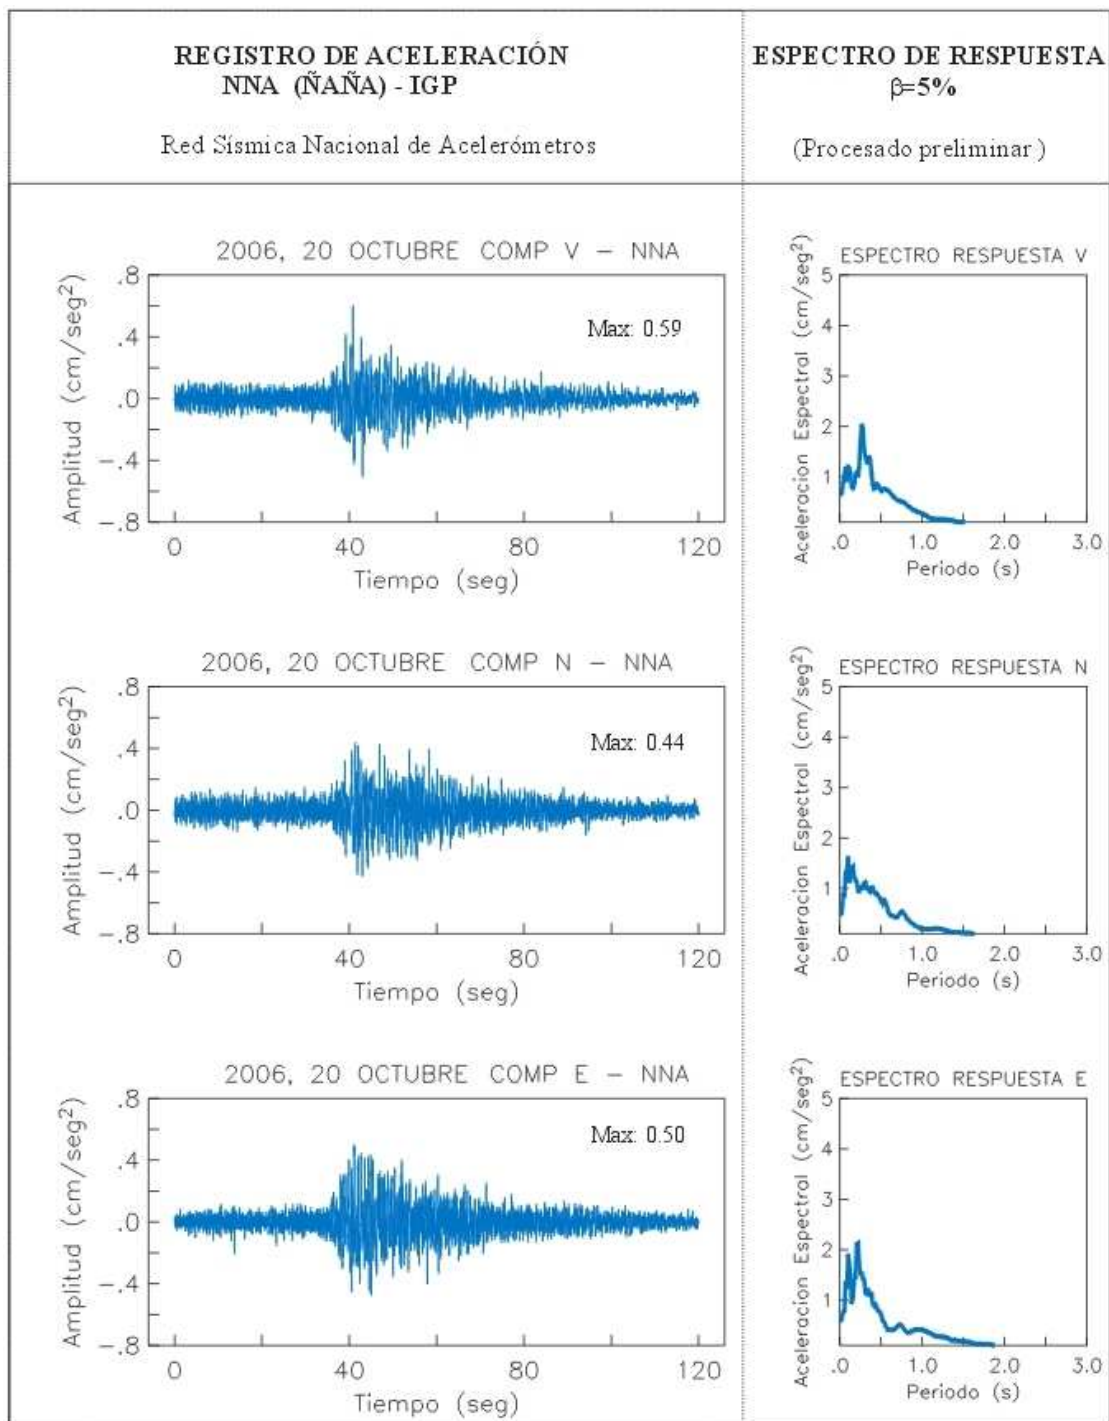 REGISTRO DE ACELERACIÓN
NNA (ÑAÑA) - IGP
Red Sísmica Nacional de Acelerómetros
ESPECTRO DE RESPUESTA
β=5%
(Procesado preliminar )
2006, 20 OCTUBRE COMP V - NNA
Amplitud (cm/seg²)
.8
.4
.0
-.4
-.8
Max: 0.59
0 40 80 120
Tiempo (seg)
ESPECTRO RESPUESTA V
Aceleracion Espectral (cm/seg²)
5
4
3
2
1
.0 1.0 2.0 3.0
Periodo (s)
2006, 20 OCTUBRE COMP N - NNA
Amplitud (cm/seg²)
.8
.4
.0
-.4
-.8
Max: 0.44
0 40 80 120
Tiempo (seg)
ESPECTRO RESPUESTA N
Aceleracion Espectral (cm/seg²)
5
4
3
2
1
.0 1.0 2.0 3.0
Periodo (s)
2006, 20 OCTUBRE COMP E - NNA
Amplitud (cm/seg²)
.8
.4
.0
-.4
-.8
Max: 0.50
0 40 80 120
Tiempo (seg)
ESPECTRO RESPUESTA E
Aceleracion Espectral (cm/seg²)
5
4
3
2
1
.0 1.0 2.0 3.0
Periodo (s)